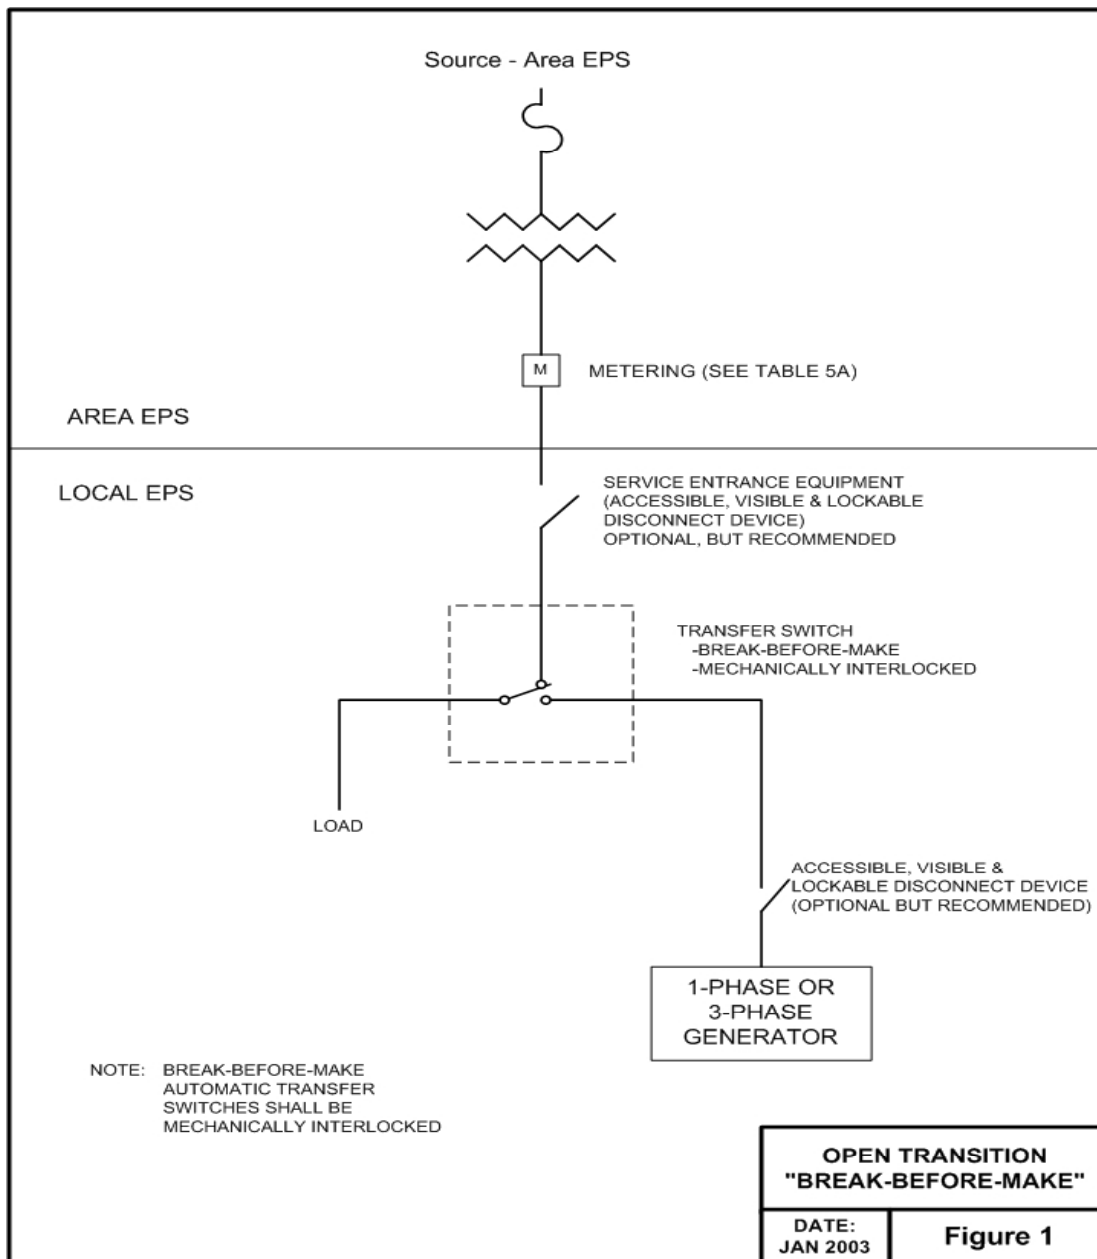 Source - Area EPS
M
METERING (SEE TABLE 5A)
AREA EPS
LOCAL EPS
SERVICE ENTRANCE EQUIPMENT
(ACCESSIBLE, VISIBLE & LOCKABLE
DISCONNECT DEVICE)
OPTIONAL, BUT RECOMMENDED
TRANSFER SWITCH
-BREAK-BEFORE-MAKE
-MECHANICALLY INTERLOCKED
LOAD
ACCESSIBLE, VISIBLE &
LOCKABLE DISCONNECT DEVICE
(OPTIONAL BUT RECOMMENDED)
1-PHASE OR
3-PHASE
GENERATOR
NOTE: BREAK-BEFORE-MAKE
AUTOMATIC TRANSFER
SWITCHES SHALL BE
MECHANICALLY INTERLOCKED
OPEN TRANSITION
"BREAK-BEFORE-MAKE"
DATE:
JAN 2003
Figure 1